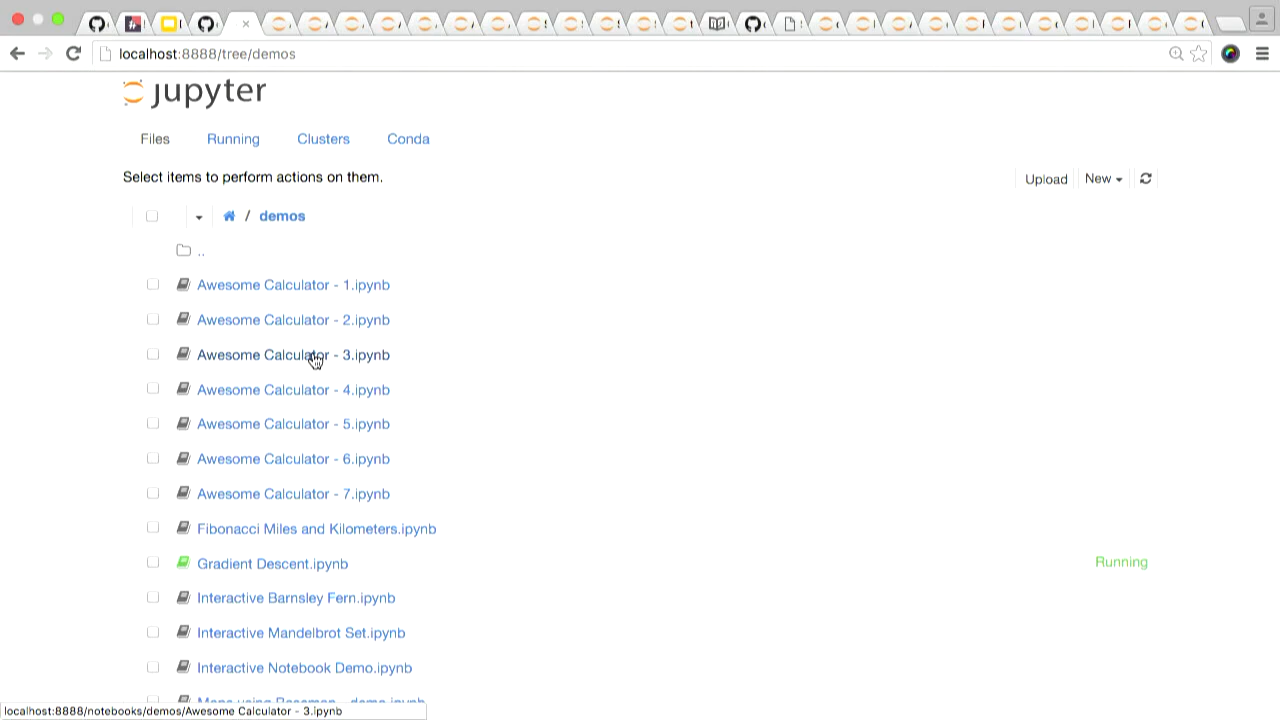 localhost:8888/tree/demos
jupyter
Files Running Clusters Conda
Select items to perform actions on them.
Upload New
/ demos
..
Awesome Calculator - 1.ipynb
Awesome Calculator - 2.ipynb
Awesome Calculator - 3.ipynb
Awesome Calculator - 4.ipynb
Awesome Calculator - 5.ipynb
Awesome Calculator - 6.ipynb
Awesome Calculator - 7.ipynb
Fibonacci Miles and Kilometers.ipynb
Gradient Descent.ipynb Running
Interactive Barnsley Fern.ipynb
Interactive Mandelbrot Set.ipynb
Interactive Notebook Demo.ipynb
localhost:8888/notebooks/demos/Awesome Calculator - 3.ipynb